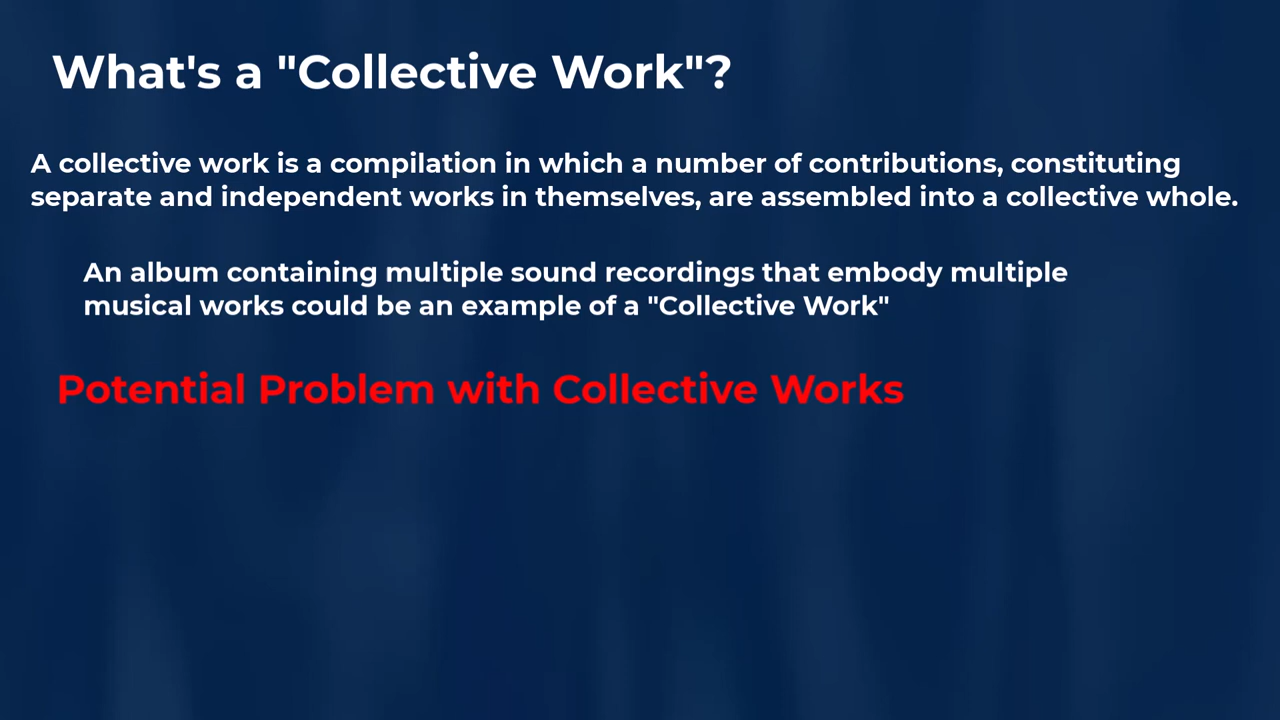 What's a "Collective Work"?
A collective work is a compilation in which a number of contributions, constituting
separate and independent works in themselves, are assembled into a collective whole.
An album containing multiple sound recordings that embody multiple
musical works could be an example of a "Collective Work"
Potential Problem with Collective Works